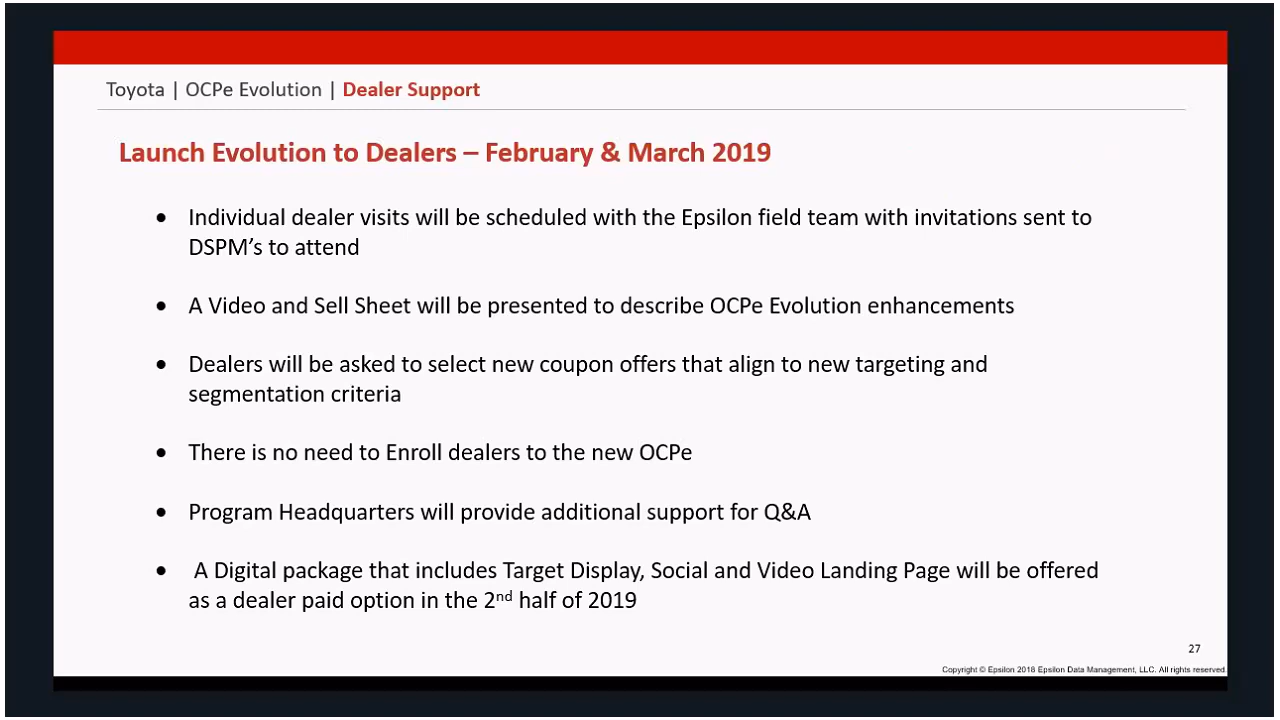 Toyota | OCPe Evolution | Dealer Support
Launch Evolution to Dealers – February & March 2019
• Individual dealer visits will be scheduled with the Epsilon field team with invitations sent to
DSPM’s to attend
• A Video and Sell Sheet will be presented to describe OCPe Evolution enhancements
• Dealers will be asked to select new coupon offers that align to new targeting and
segmentation criteria
• There is no need to Enroll dealers to the new OCPe
• Program Headquarters will provide additional support for Q&A
• A Digital package that includes Target Display, Social and Video Landing Page will be offered
as a dealer paid option in the 2nd half of 2019
27
Copyright © Epsilon 2018 Epsilon Data Management, LLC. All rights reserved.